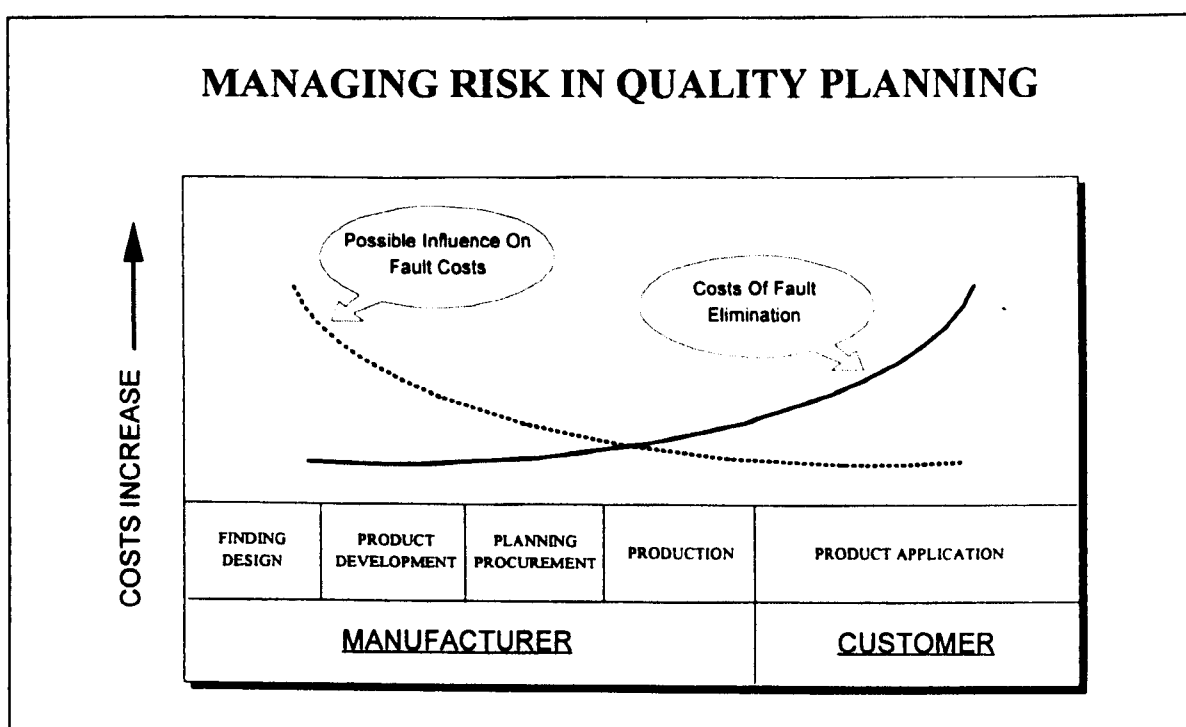 MANAGING RISK IN QUALITY PLANNING
Possible Influence On
Fault Costs
Costs Of Fault
Elimination
COSTS INCREASE
FINDING
DESIGN
PRODUCT
DEVELOPMENT
PLANNING
PROCUREMENT
PRODUCTION
PRODUCT APPLICATION
MANUFACTURER
CUSTOMER